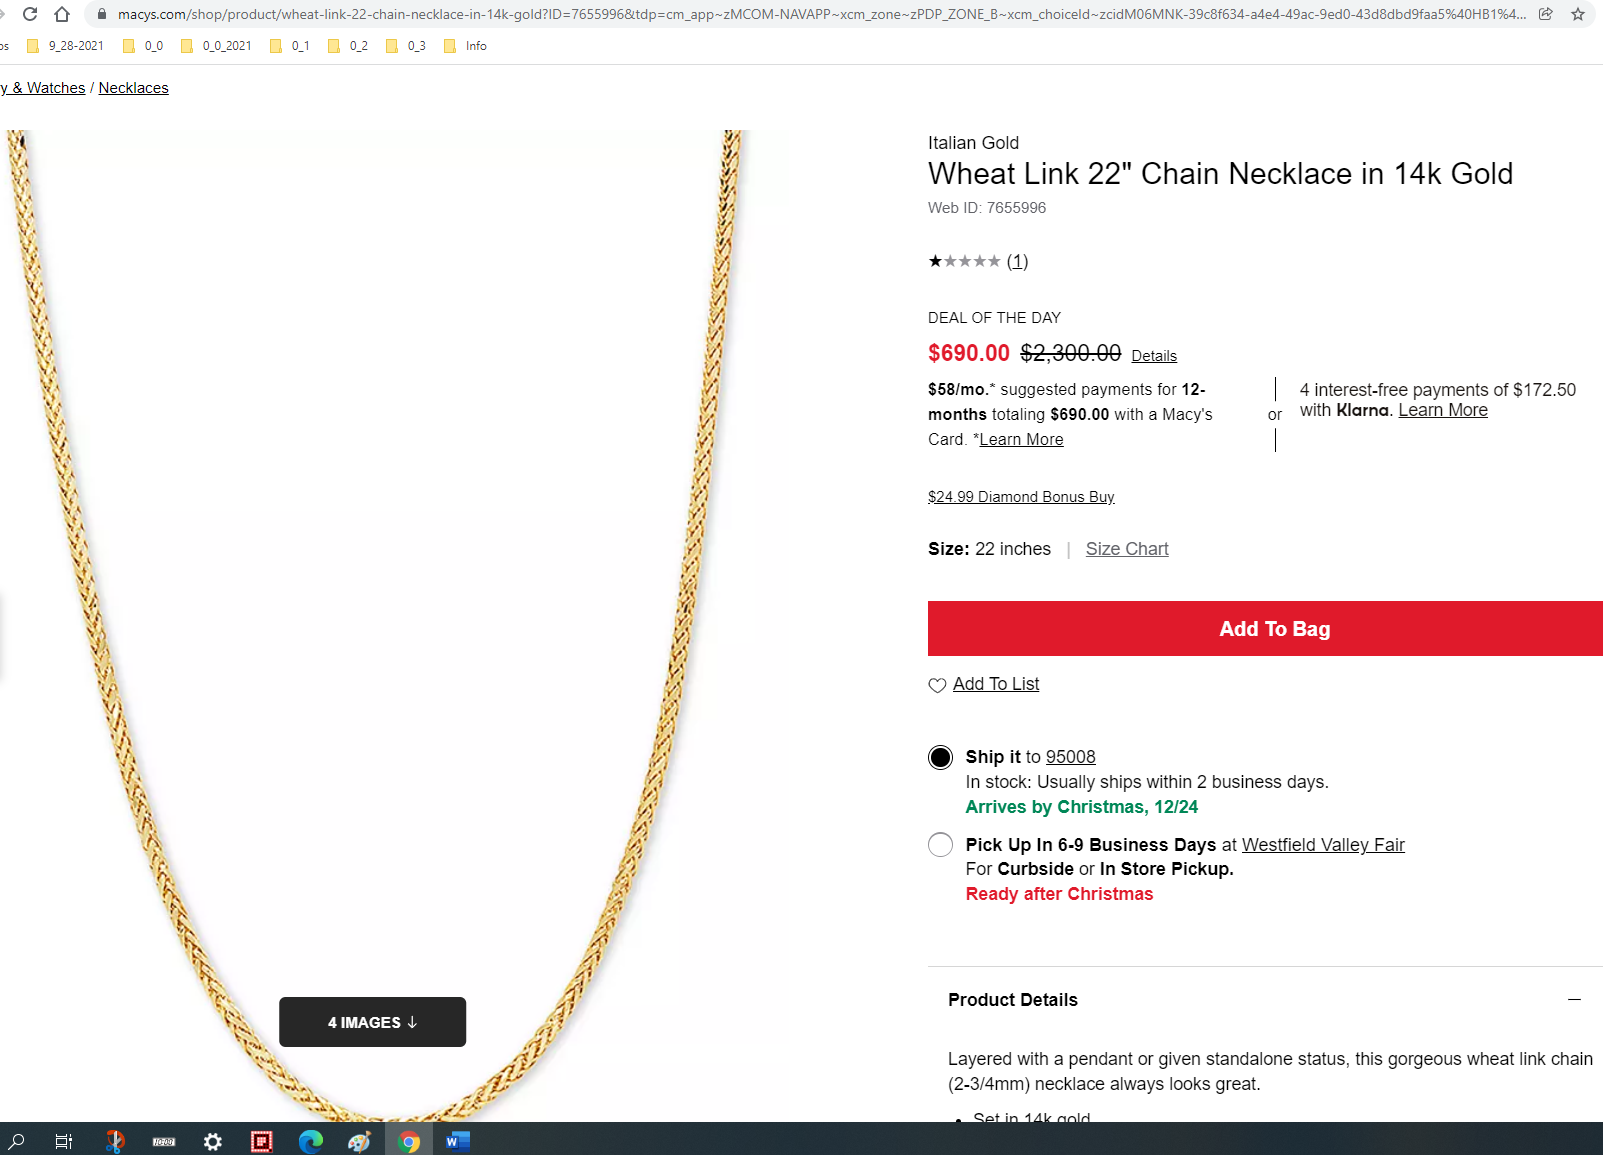 macys.com/shop/product/wheat-link-22-chain-necklace-in-14k-gold?ID=7655996&tdp=cm_app~zMCOM-NAVAPP~xcm_zone~zPDP_ZONE_B~xcm_choiceId~zcidM06MNK-39c8f634-a4e4-49ac-9ed0-43d8dbd9faa5%40HB1%4...
os 9_28-2021 0_0 0_0_2021 0_1 0_2 0_3 Info
y & Watches / Necklaces
Italian Gold
Wheat Link 22" Chain Necklace in 14k Gold
Web ID: 7655996
(1)
DEAL OF THE DAY
$690.00 $2,300.00 Details
$58/mo.* suggested payments for 12-
months totaling $690.00 with a Macy's
Card. *Learn More
or
4 interest-free payments of $172.50
with Klarna. Learn More
$24.99 Diamond Bonus Buy
Size: 22 inches | Size Chart
Add To Bag
Add To List
Ship it to 95008
In stock: Usually ships within 2 business days.
Arrives by Christmas, 12/24
Pick Up In 6-9 Business Days at Westfield Valley Fair
For Curbside or In Store Pickup.
Ready after Christmas
4 IMAGES ↓
Product Details
Layered with a pendant or given standalone status, this gorgeous wheat link chain
(2-3/4mm) necklace always looks great.
• Set in 14k gold